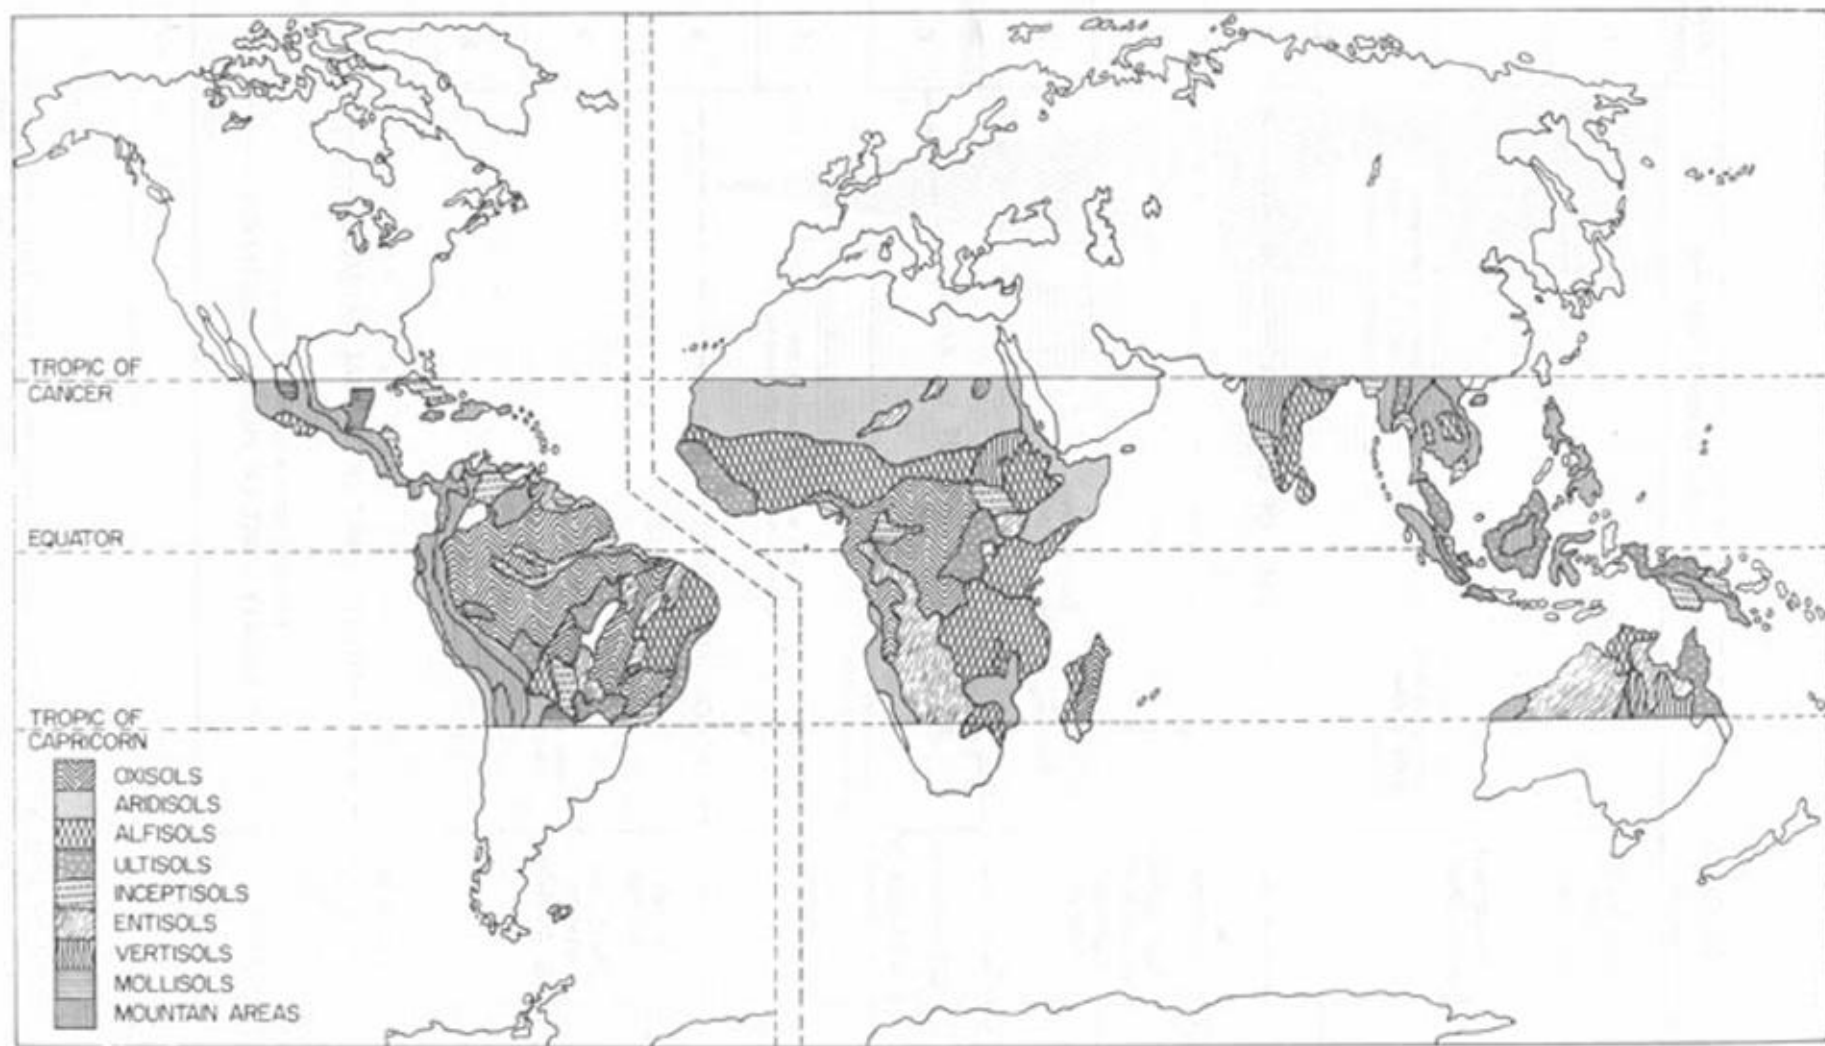 TROPIC OF
CANCER
EQUATOR
TROPIC OF
CAPRICORN
OXISOLS
ARIDISOLS
ALFISOLS
ULTISOLS
INCEPTISOLS
ENTISOLS
VERTISOLS
MOLLISOLS
MOUNTAIN AREAS